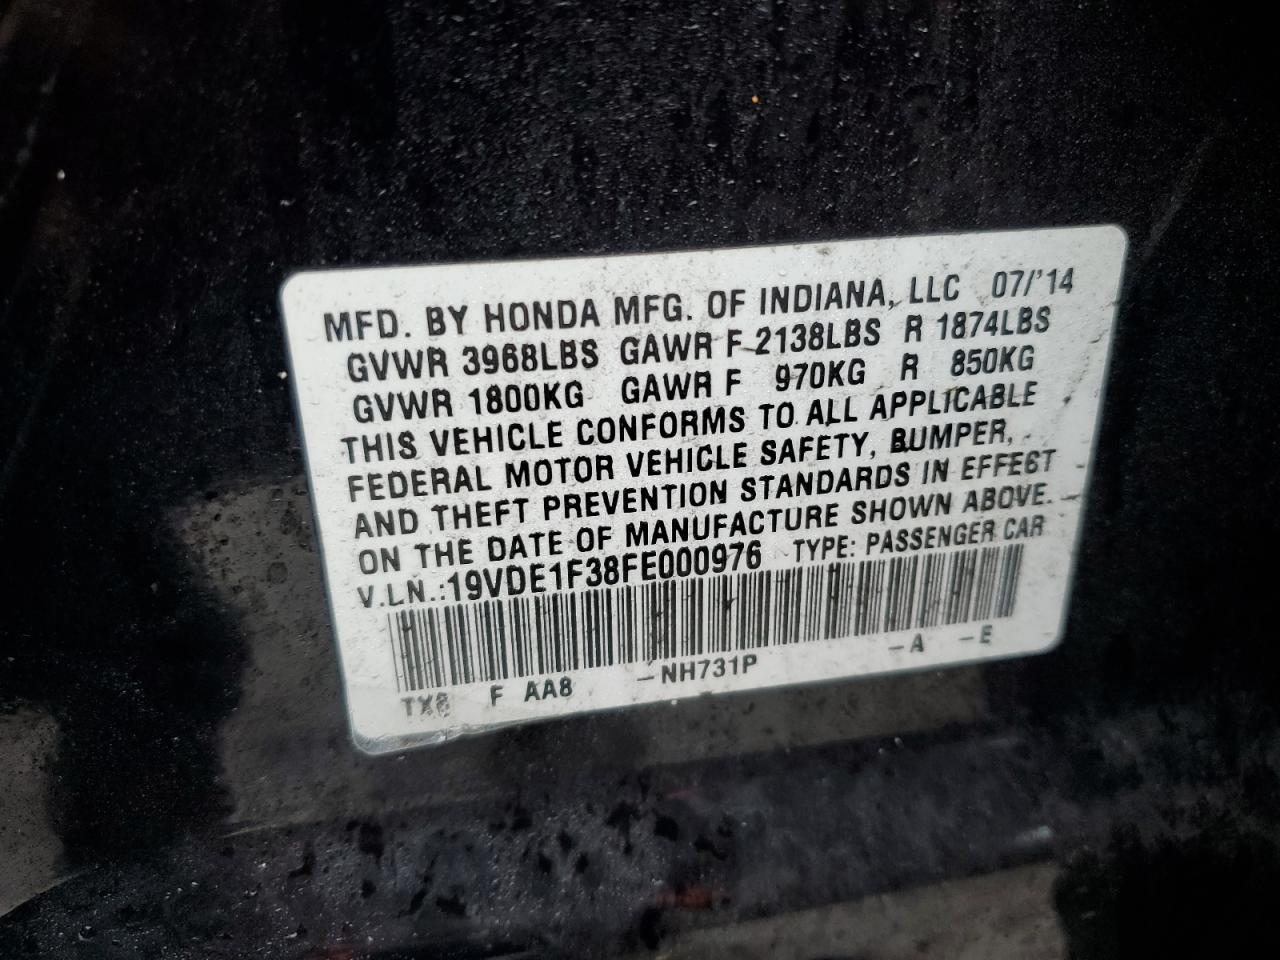 MFD. BY HONDA MFG. OF INDIANA, LLC 07/'14
GVWR 3968LBS GAWR F 2138LBS R 1874LBS
GVWR 1800KG GAWR F 970KG R 850KG
THIS VEHICLE CONFORMS TO ALL APPLICABLE
FEDERAL MOTOR VEHICLE SAFETY, BUMPER,
AND THEFT PREVENTION STANDARDS IN EFFECT
ON THE DATE OF MANUFACTURE SHOWN ABOVE.
V.I.N.:19VDE1F38FE000976 TYPE: PASSENGER CAR
TX6 F AA8 -NH731P -A -E